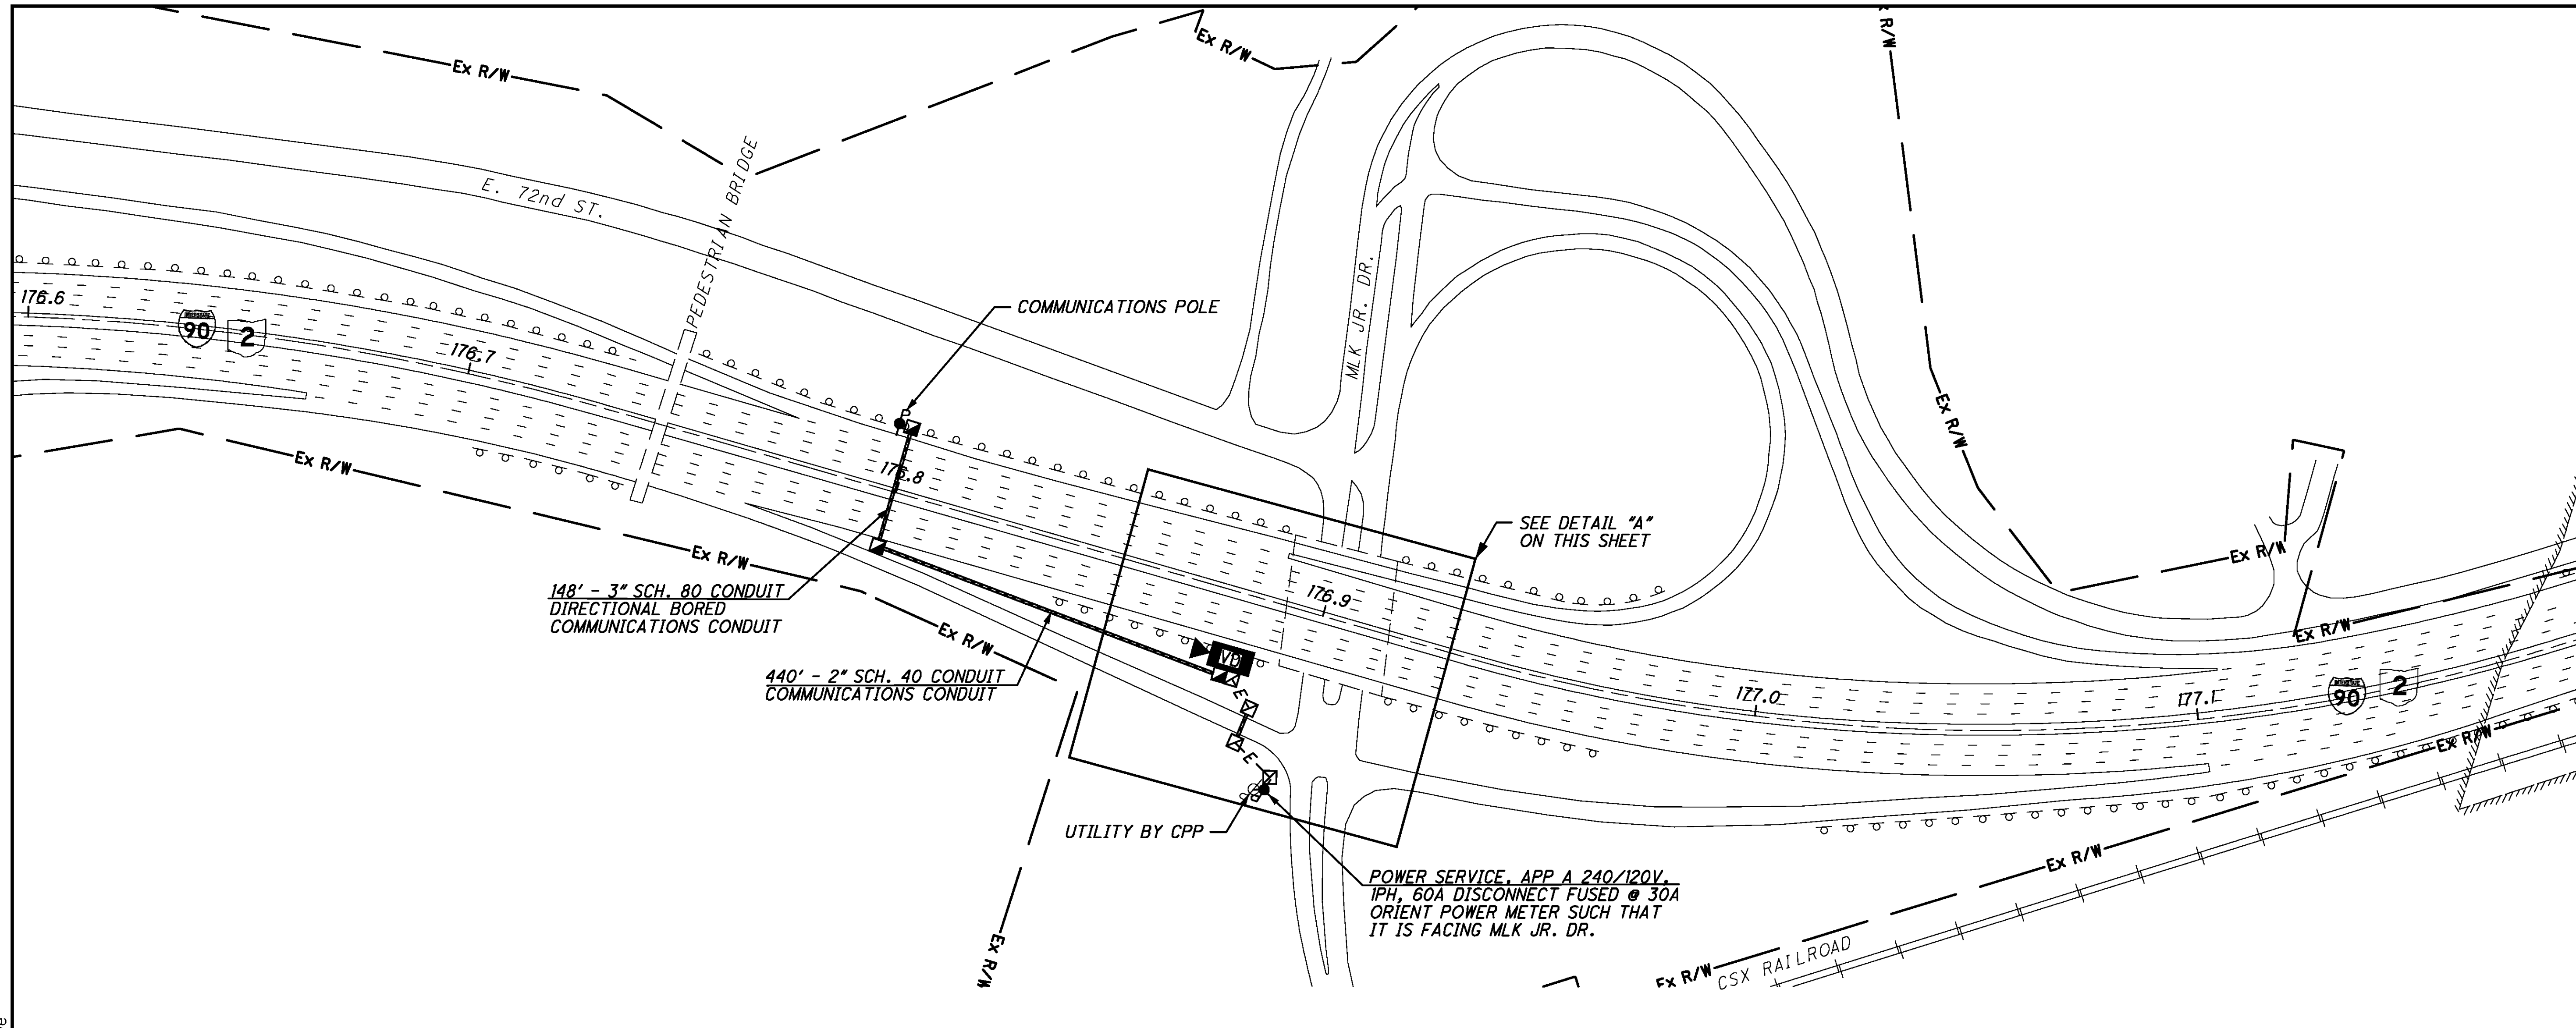 Ex R/W
Ex R/W
Ex R/W
E. 72nd ST.
PEDESTRIAN BRIDGE
MLK JR. DR.
176.6
INTERSTATE
90
2
176.7
COMMUNICATIONS POLE
P
176.8
Ex R/W
Ex R/W
Ex R/W
Ex R/W
SEE DETAIL "A"
ON THIS SHEET
176.9
Ex R/W
Ex R/W
148' - 3" SCH. 80 CONDUIT
DIRECTIONAL BORED
COMMUNICATIONS CONDUIT
440' - 2" SCH. 40 CONDUIT
COMMUNICATIONS CONDUIT
VD
E
E
177.0
177.1
INTERSTATE
90
2
Ex R/W
UTILITY BY CPP
POWER SERVICE, APP A 240/120V,
1PH, 60A DISCONNECT FUSED @ 30A
ORIENT POWER METER SUCH THAT
IT IS FACING MLK JR. DR.
Ex R/W
Ex R/W
Ex R/W
CSX RAILROAD